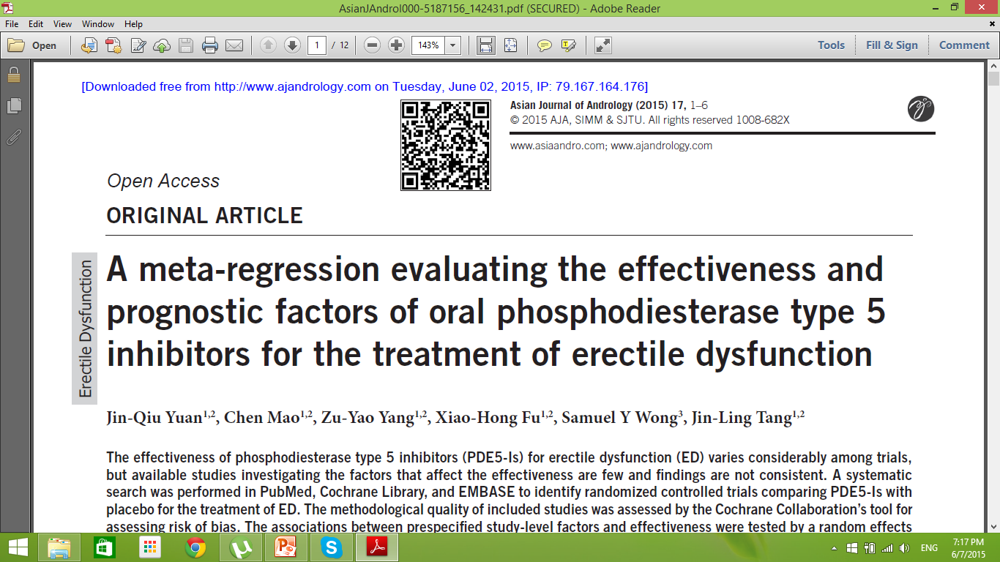 AsianJAndrol000-5187156_142431.pdf (SECURED) - Adobe Reader
File Edit View Window Help
Open 1 / 12 143% Tools Fill & Sign Comment
[Downloaded free from http://www.ajandrology.com on Tuesday, June 02, 2015, IP: 79.167.164.176]
Asian Journal of Andrology (2015) 17, 1–6
© 2015 AJA, SIMM & SJTU. All rights reserved 1008-682X
www.asiaandro.com; www.ajandrology.com
Open Access
ORIGINAL ARTICLE
Erectile Dysfunction
A meta-regression evaluating the effectiveness and
prognostic factors of oral phosphodiesterase type 5
inhibitors for the treatment of erectile dysfunction
Jin-Qiu Yuan1,2, Chen Mao1,2, Zu-Yao Yang1,2, Xiao-Hong Fu1,2, Samuel Y Wong3, Jin-Ling Tang1,2
The effectiveness of phosphodiesterase type 5 inhibitors (PDE5-Is) for erectile dysfunction (ED) varies considerably among trials,
but available studies investigating the factors that affect the effectiveness are few and findings are not consistent. A systematic
search was performed in PubMed, Cochrane Library, and EMBASE to identify randomized controlled trials comparing PDE5-Is with
placebo for the treatment of ED. The methodological quality of included studies was assessed by the Cochrane Collaboration's tool for
assessing risk of bias. The associations between prespecified study-level factors and effectiveness were tested by a random effects
ENG
7:17 PM
6/7/2015